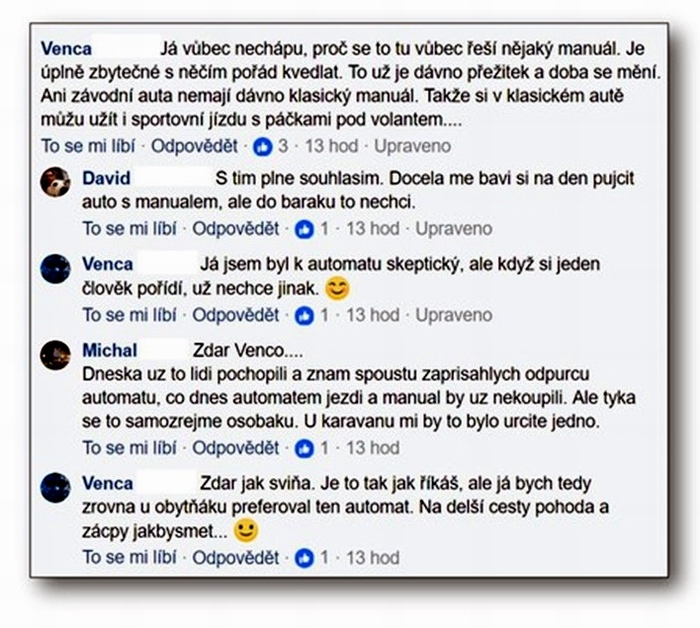 Venca Já vůbec nechápu, proč se to tu vůbec řeší nějaký manuál. Je
úplně zbytečné s něčím pořád kvedlat. To už je dávno přežitek a doba se mění.
Ani závodní auta nemají dávno klasický manuál. Takže si v klasickém autě
můžu užít i sportovní jízdu s páčkami pod volantem....
To se mi líbí · Odpovědět · 3 · 13 hod · Upraveno
David S tim plne souhlasim. Docela me bavi si na den pujcit
auto s manualem, ale do baraku to nechci.
To se mi líbí · Odpovědět · 1 · 13 hod · Upraveno
Venca Já jsem byl k automatu skeptický, ale když si jeden
člověk pořídí, už nechce jinak. 😊
To se mi líbí · Odpovědět · 1 · 13 hod · Upraveno
Michal Zdar Venco....
Dneska uz to lidi pochopili a znam spoustu zaprisahlych odpurcu
automatu, co dnes automatem jezdi a manual by uz nekoupili. Ale tyka
se to samozrejme osobaku. U karavanu mi by to bylo urcite jedno.
To se mi líbí · Odpovědět · 1 · 13 hod
Venca Zdar jak sviňa. Je to tak jak říkáš, ale já bych tedy
zrovna u obytňáku preferoval ten automat. Na delší cesty pohoda a
zácpy jakbysmet... 🙂
To se mi líbí · Odpovědět · 1 · 13 hod